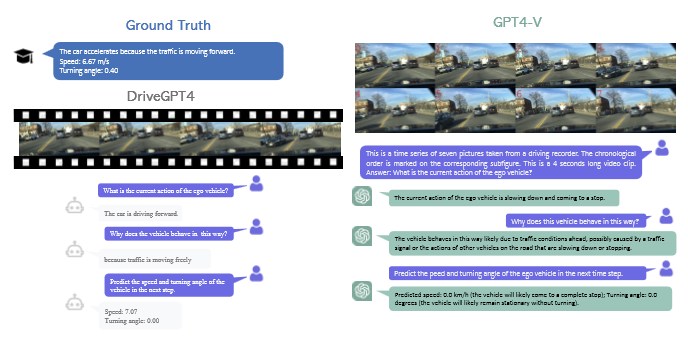 Ground Truth
The car accelerates because the traffic is moving forward.
Speed: 6.67 m/s
Turning angle: 0.40
DriveGPT4
What is the current action of the ego vehicle?
The car is driving forward.
Why does the vehicle behave in this way?
because traffic is moving freely
Predict the speed and turning angle of the
vehicle in the next step.
Speed: 7.07
Turning angle: 0.00
GPT4-V
This is a time series of seven pictures taken from a driving recorder. The chronological
order is marked on the corresponding subfigure. This is a 4 seconds long video clip.
Answer: What is the current action of the ego vehicle?
The current action of the ego vehicle is slowing down and coming to a stop.
Why does this vehicle behave in this way?
The vehicle behaves in this way likely due to traffic conditions ahead, possibly caused by a traffic
signal or the actions of other vehicles on the road that are slowing down or stopping.
Predict the peed and turning angle of the ego vehicle in the next time step.
Predicted speed: 0.0 km/h (the vehicle will likely come to a complete stop); Turning angle: 0.0
degrees (the vehicle will likely remain stationary without turning).